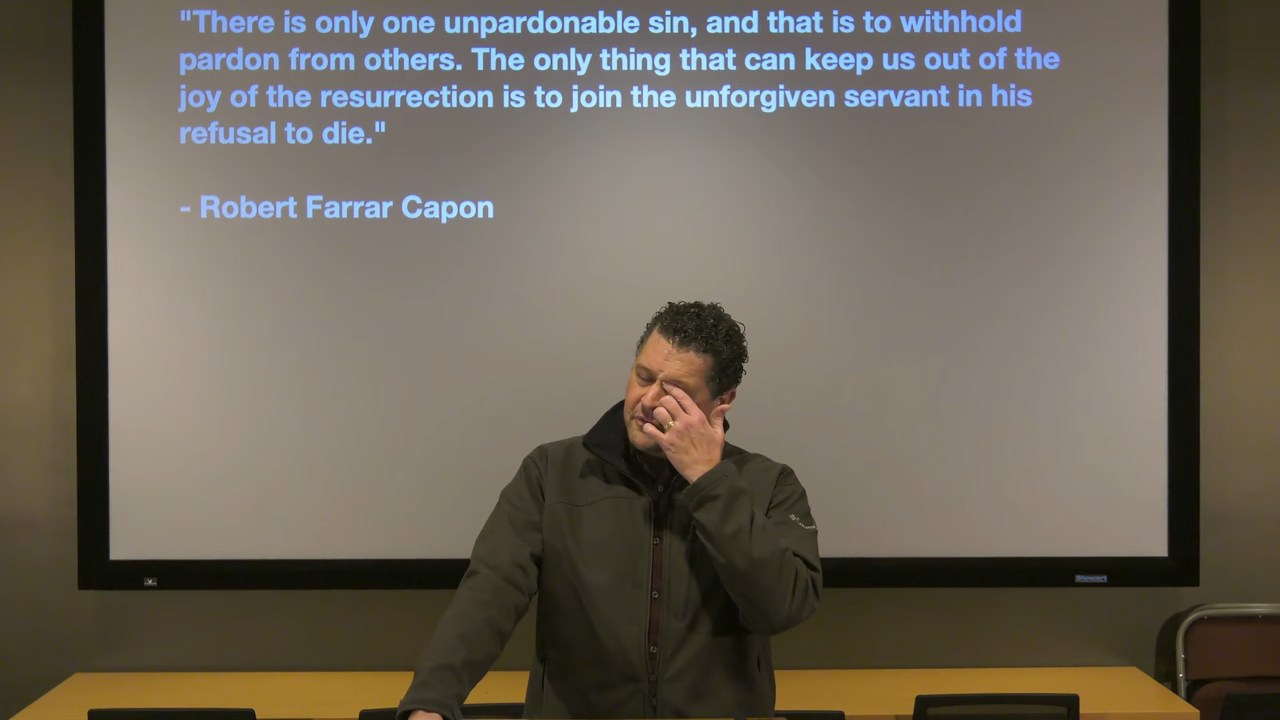 "There is only one unpardonable sin, and that is to withhold
pardon from others. The only thing that can keep us out of the
joy of the resurrection is to join the unforgiven servant in his
refusal to die."
- Robert Farrar Capon
Stewart